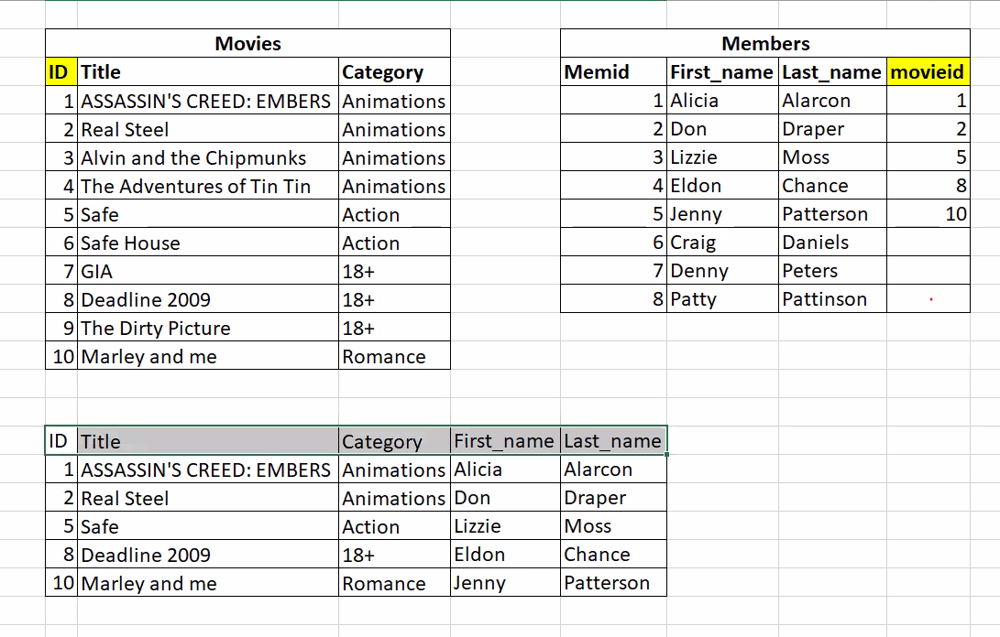 Movies
ID Title Category
1 ASSASSIN'S CREED: EMBERS Animations
2 Real Steel Animations
3 Alvin and the Chipmunks Animations
4 The Adventures of Tin Tin Animations
5 Safe Action
6 Safe House Action
7 GIA 18+
8 Deadline 2009 18+
9 The Dirty Picture 18+
10 Marley and me Romance
Members
Memid First_name Last_name movieid
1 Alicia Alarcon 1
2 Don Draper 2
3 Lizzie Moss 5
4 Eldon Chance 8
5 Jenny Patterson 10
6 Craig Daniels
7 Denny Peters
8 Patty Pattinson
ID Title Category First_name Last_name
1 ASSASSIN'S CREED: EMBERS Animations Alicia Alarcon
2 Real Steel Animations Don Draper
5 Safe Action Lizzie Moss
8 Deadline 2009 18+ Eldon Chance
10 Marley and me Romance Jenny Patterson